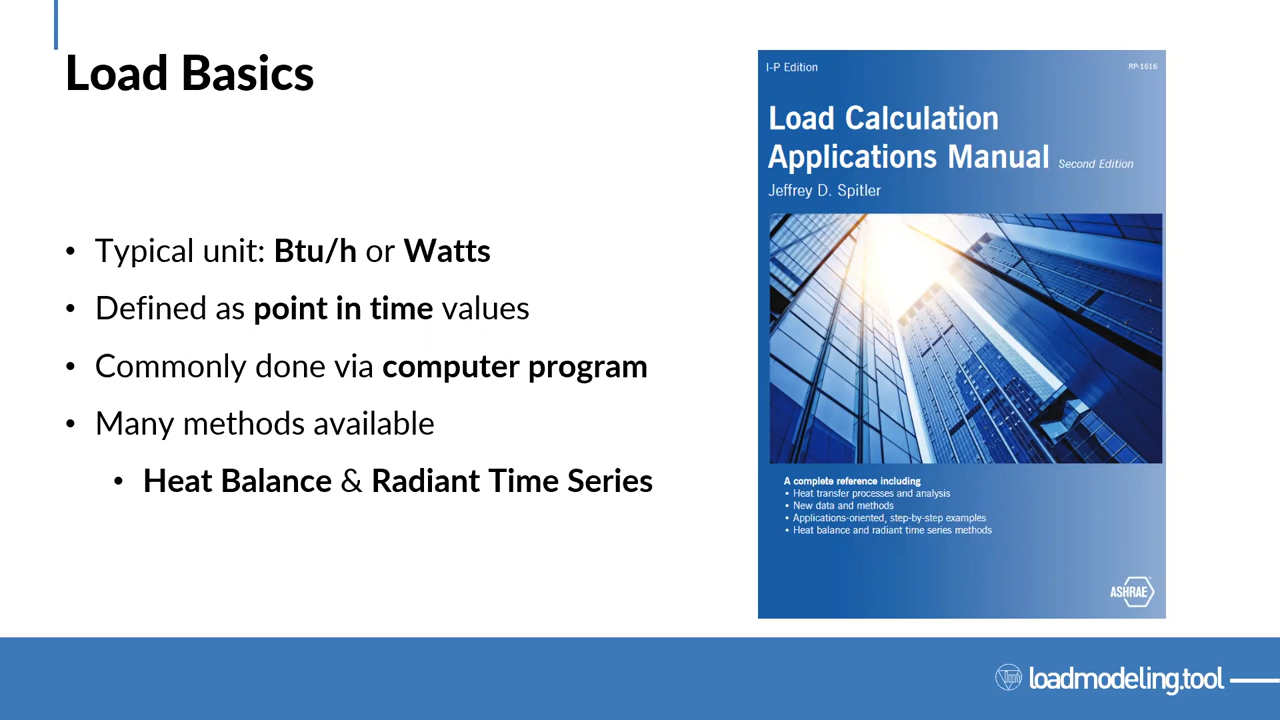 Load Basics
• Typical unit: Btu/h or Watts
• Defined as point in time values
• Commonly done via computer program
• Many methods available
• Heat Balance & Radiant Time Series
I-P Edition
RP-1616
Load Calculation
Applications Manual Second Edition
Jeffrey D. Spitler
A complete reference including
• Heat transfer processes and analysis
• New data and methods
• Applications-oriented, step-by-step examples
• Heat balance and radiant time series methods
ASHRAE
loadmodeling.tool